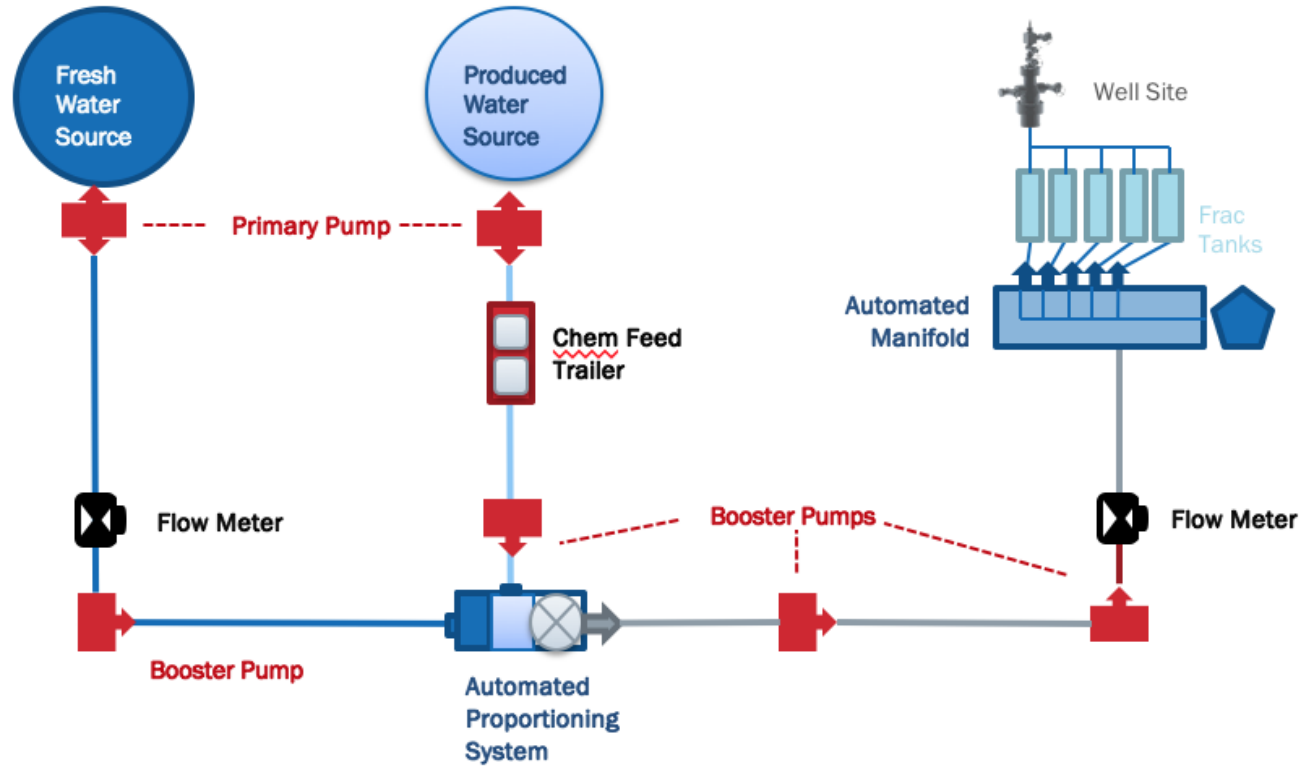 Fresh
Water
Source
Produced
Water
Source
Well Site
Primary Pump
Frac
Tanks
Automated
Manifold
Chem Feed
Trailer
Flow Meter
Booster Pumps
Flow Meter
Booster Pump
Automated
Proportioning
System